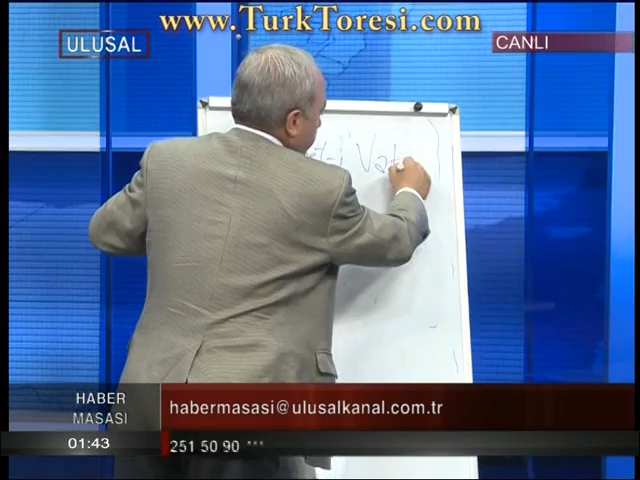 www.TurkToresi.com
ULUSAL
CANLI
HABER
MASASI
habermasasi@ulusalkanal.com.tr
01:43
251 50 90 ***